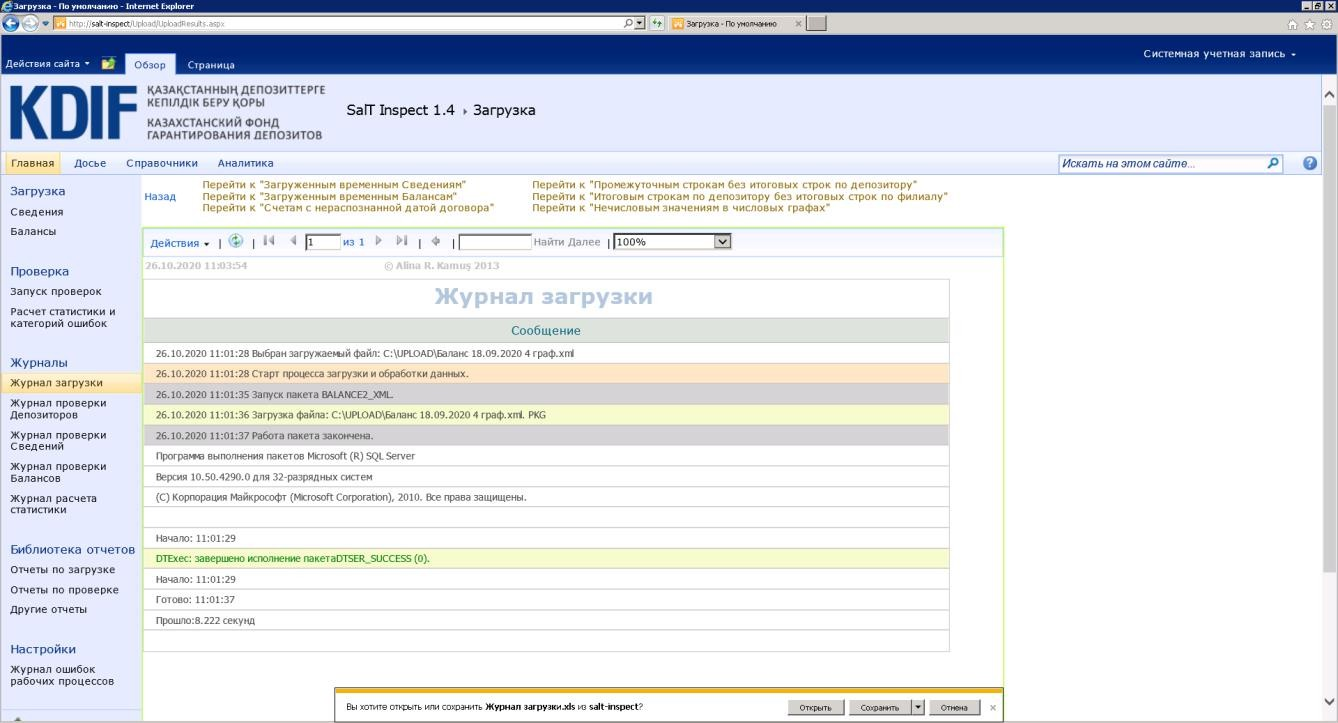 Загрузка - По умолчанию - Internet Explorer
http://salt-inspect/Upload/UploadResults.aspx
Загрузка - По умолчанию
Действия сайта
Обзор
Страница
Системная учетная запись
KDIF
ҚАЗАҚСТАННЫҢ ДЕПОЗИТТЕРГЕ
КЕПІЛДІК БЕРУ ҚОРЫ
КАЗАХСТАНСКИЙ ФОНД
ГАРАНТИРОВАНИЯ ДЕПОЗИТОВ
SalT Inspect 1.4 ▸ Загрузка
Главная
Досье
Справочники
Аналитика
Искать на этом сайте...
Загрузка
Сведения
Балансы
Проверка
Запуск проверок
Расчет статистики и
категорий ошибок
Журналы
Журнал загрузки
Журнал проверки
Депозиторов
Журнал проверки
Сведений
Журнал проверки
Балансов
Журнал расчета
статистики
Библиотека отчетов
Отчеты по загрузке
Отчеты по проверке
Другие отчеты
Настройки
Журнал ошибок
рабочих процессов
Назад
Перейти к "Загруженным временным Сведениям"
Перейти к "Загруженным временным Балансам"
Перейти к "Счетам с нераспознанной датой договора"
Перейти к "Промежуточным строкам без итоговых строк по депозитору"
Перейти к "Итоговым строкам по депозитору без итоговых строк по филиалу"
Перейти к "Нечисловым значениям в числовых графах"
Действия | | 1 из 1 | | Найти Далее | 100%
26.10.2020 11:03:54
© Alina R. Kamuş 2013
Журнал загрузки
Сообщение
26.10.2020 11:01:28 Выбран загружаемый файл: C:\UPLOAD\Баланс 18.09.2020 4 граф.xml
26.10.2020 11:01:28 Старт процесса загрузки и обработки данных.
26.10.2020 11:01:35 Запуск пакета BALANCE2_XML.
26.10.2020 11:01:36 Загрузка файла: C:\UPLOAD\Баланс 18.09.2020 4 граф.xml. PKG
26.10.2020 11:01:37 Работа пакета закончена.
Программа выполнения пакетов Microsoft (R) SQL Server
Версия 10.50.4290.0 для 32-разрядных систем
(C) Корпорация Майкрософт (Microsoft Corporation), 2010. Все права защищены.
Начало: 11:01:29
DTExec: завершено исполнение пакетаDTSER_SUCCESS (0).
Начало: 11:01:29
Готово: 11:01:37
Прошло:8.222 секунд
Вы хотите открыть или сохранить Журнал загрузки.xls из salt-inspect?
Открыть
Сохранить
Отмена